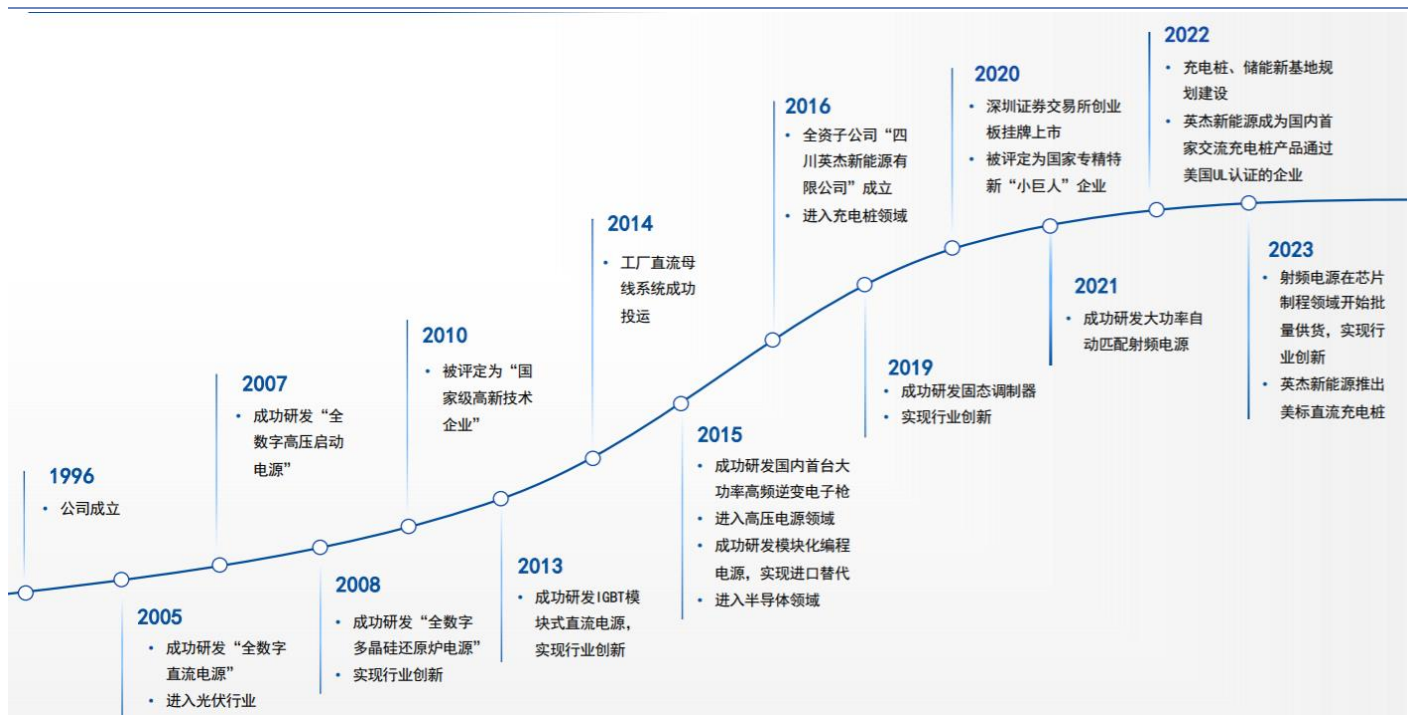 1996
• 公司成立
2005
• 成功研发“全数字
直流电源”
• 进入光伏行业
2007
• 成功研发“全
数字高压启动
电源”
2008
• 成功研发“全数字
多晶硅还原炉电源”
• 实现行业创新
2010
• 被评定为“国
家级高新技术
企业”
2013
• 成功研发IGBT模
块式直流电源，
实现行业创新
2014
• 工厂直流母
线系统成功
投运
2015
• 成功研发国内首台大
功率高频逆变电子枪
• 进入高压电源领域
• 成功研发模块化编程
电源，实现进口替代
• 进入半导体领域
2016
• 全资子公司“四
川英杰新能源有
限公司”成立
• 进入充电桩领域
2019
• 成功研发固态调制器
• 实现行业创新
2020
• 深圳证券交易所创业
板挂牌上市
• 被评定为国家专精特
新“小巨人”企业
2021
• 成功研发大功率自
动匹配射频电源
2022
• 充电桩、储能新基地规
划建设
• 英杰新能源成为国内首
家交流充电桩产品通过
美国UL认证的企业
2023
• 射频电源在芯片
制程领域开始批
量供货，实现行
业创新
• 英杰新能源推出
美标直流充电桩